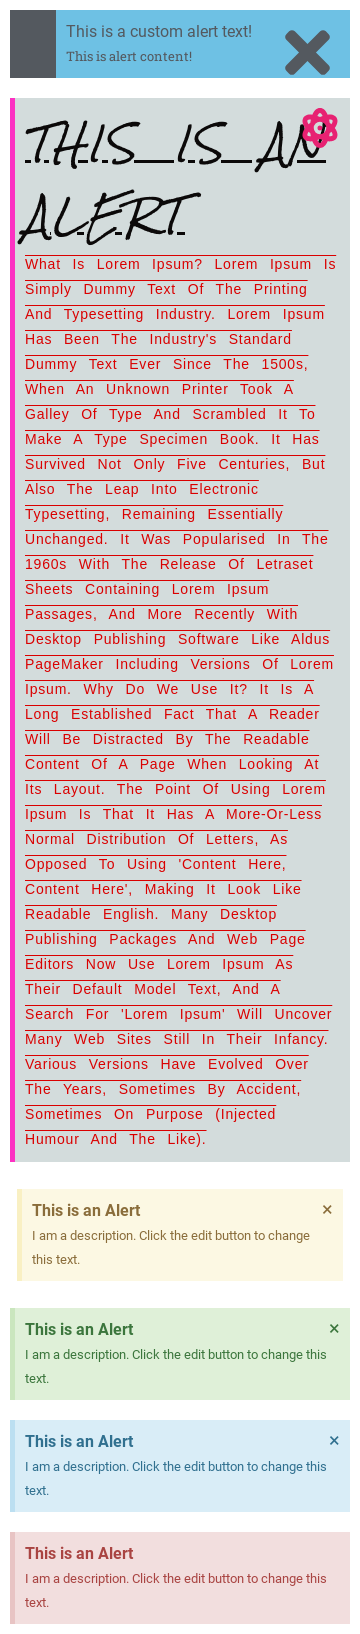 This is a custom alert text!
This is alert content!
THIS IS AN
ALERT
What Is Lorem Ipsum? Lorem Ipsum Is
Simply Dummy Text Of The Printing
And Typesetting Industry. Lorem Ipsum
Has Been The Industry's Standard
Dummy Text Ever Since The 1500s,
When An Unknown Printer Took A
Galley Of Type And Scrambled It To
Make A Type Specimen Book. It Has
Survived Not Only Five Centuries, But
Also The Leap Into Electronic
Typesetting, Remaining Essentially
Unchanged. It Was Popularised In The
1960s With The Release Of Letraset
Sheets Containing Lorem Ipsum
Passages, And More Recently With
Desktop Publishing Software Like Aldus
PageMaker Including Versions Of Lorem
Ipsum. Why Do We Use It? It Is A
Long Established Fact That A Reader
Will Be Distracted By The Readable
Content Of A Page When Looking At
Its Layout. The Point Of Using Lorem
Ipsum Is That It Has A More-Or-Less
Normal Distribution Of Letters, As
Opposed To Using 'Content Here,
Content Here', Making It Look Like
Readable English. Many Desktop
Publishing Packages And Web Page
Editors Now Use Lorem Ipsum As
Their Default Model Text, And A
Search For 'Lorem Ipsum' Will Uncover
Many Web Sites Still In Their Infancy.
Various Versions Have Evolved Over
The Years, Sometimes By Accident,
Sometimes On Purpose (Injected
Humour And The Like).
This is an Alert ×
I am a description. Click the edit button to change
this text.
This is an Alert ×
I am a description. Click the edit button to change this
text.
This is an Alert ×
I am a description. Click the edit button to change this
text.
This is an Alert
I am a description. Click the edit button to change this
text.